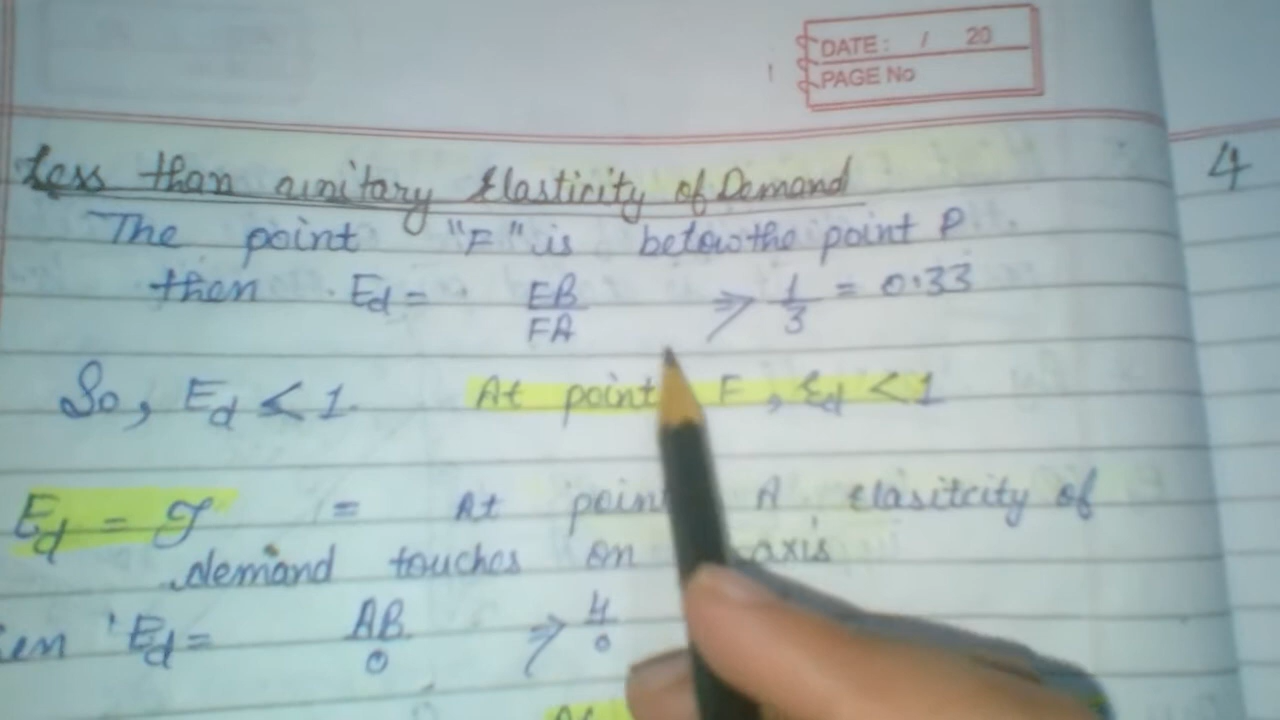 DATE: / 20
PAGE No
4
Less than unitary Elasticity of Demand
The point "F" is below the point P
then Ed = EB/FA ⇒ 1/3 = 0.33
So, Ed < 1. At point F, Ed < 1
Ed = = At point A elasitcity of
demand touches on axis
Ed = AB/0 ⇒ 4/0